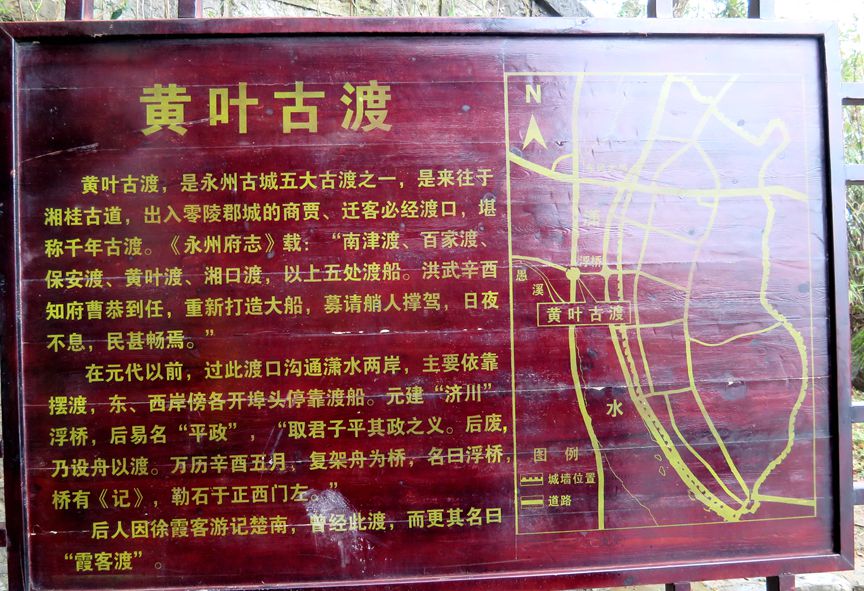 黄叶古渡
黄叶古渡，是永州古城五大古渡之一，是来往于
湘桂古道，出入零陵郡城的商贾、迁客必经渡口，堪
称千年古渡。《永州府志》载：“南津渡、百家渡、
保安渡、黄叶渡、湘口渡，以上五处渡船。洪武辛酉
知府曹恭到任，重新打造大船，募请艄人撑驾，日夜
不息，民甚畅焉。”
在元代以前，过此渡口沟通潇水两岸，主要依靠
摆渡，东、西岸傍各开埠头停靠渡船。元建“济川”
浮桥，后易名“平政”，“取君子平其政之义。后废，
乃设舟以渡。万历辛酉五月，复架舟为桥，名曰浮桥，
桥有《记》，勒石于正西门左。”
后人因徐霞客游记楚南，曾经此渡，而更其名曰
“霞客渡”。
N
潇
浮桥
愚
溪
黄叶古渡
水
图 例
城墙位置
道路